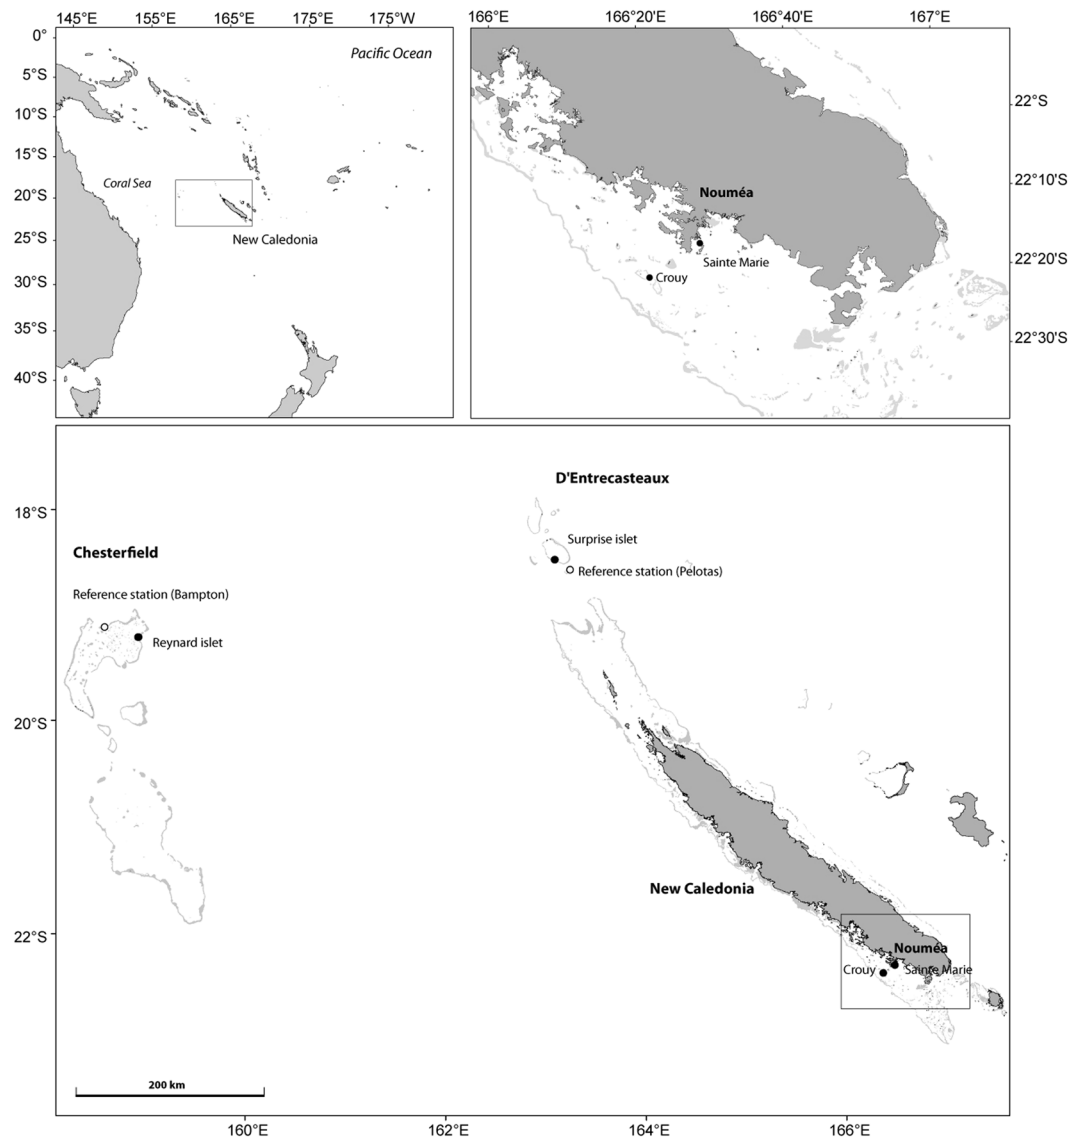 145°E 155°E 165°E 175°E 175°W
0°
5°S
10°S
15°S
20°S
25°S
30°S
35°S
40°S
Pacific Ocean
Coral Sea
New Caledonia
166°E 166°20'E 166°40'E 167°E
22°S
22°10'S
22°20'S
22°30'S
Nouméa
Sainte Marie
Crouy
D'Entrecasteaux
18°S
Surprise islet
Chesterfield
Reference station (Pelotas)
Reference station (Bampton)
Reynard islet
20°S
New Caledonia
22°S
Nouméa
Crouy
Sainte Marie
200 km
160°E 162°E 164°E 166°E